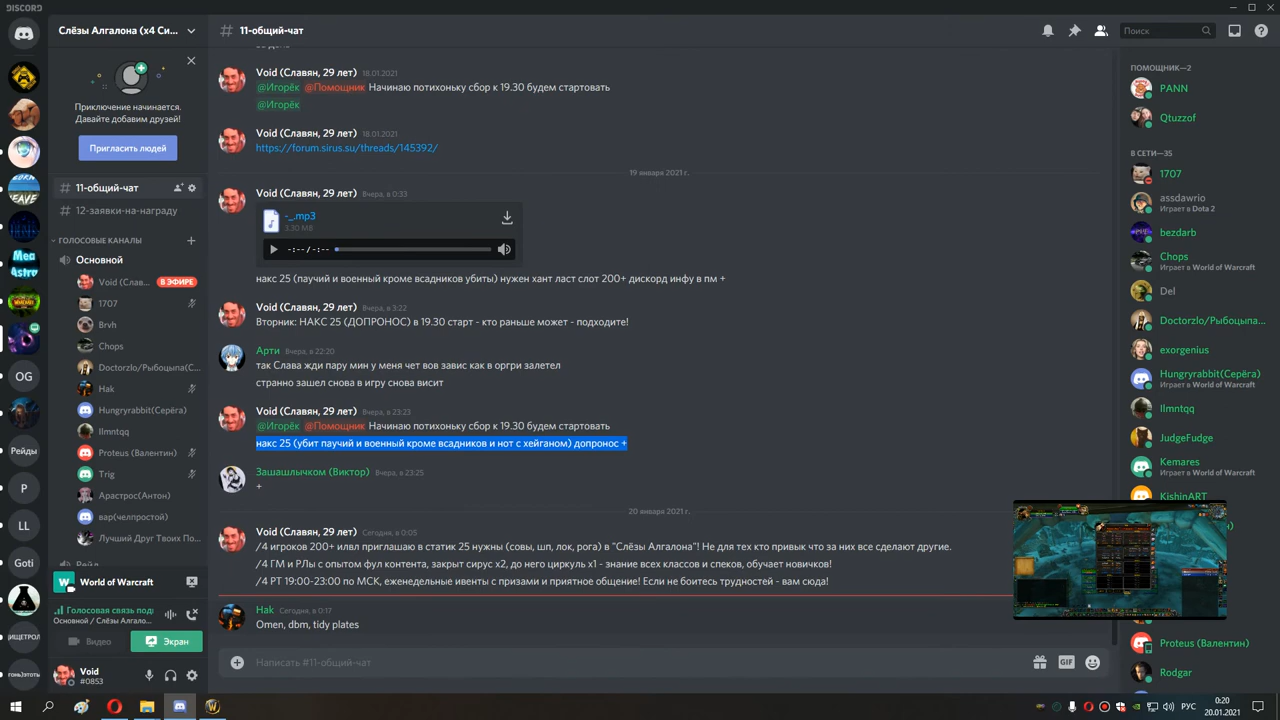 DISCORD
Слёзы Алгалона (x4 Си...
11-общий-чат
Поиск
Приключение начинается.
Давайте добавим друзей!
Пригласить людей
11-общий-чат
12-заявки-на-награду
ГОЛОСОВЫЕ КАНАЛЫ
Основной
Void (Слав... В ЭФИРЕ
1707
Brvh
Chops
Doctorzlo/Рыбоцыпа(С...
Hak
Hungryrabbit(Серёга)
Ilmntqq
Proteus (Валентин)
Trig
Арастрос(Антон)
вар(челпростой)
Лучший Друг Твоих По...
World of Warcraft
Голосовая связь подк
Основной / Слёзы Алгало...
Видео
Экран
Void
#0853
OG
Рейды
P
LL
Goti
Void (Славян, 29 лет) 18.01.2021
@Игорёк @Помощник Начинаю потихоньку сбор к 19.30 будем стартовать
@Игорёк
Void (Славян, 29 лет) 18.01.2021
https://forum.sirus.su/threads/145392/
19 января 2021 г.
Void (Славян, 29 лет) Вчера, в 0:33
-_.mp3
3.30 MB
-:--/-:--
накс 25 (паучий и военный кроме всадников убиты) нужен хант ласт слот 200+ дискорд инфу в пм +
Void (Славян, 29 лет) Вчера, в 3:22
Вторник: НАКС 25 (ДОПРОНОС) в 19.30 старт - кто раньше может - подходите!
Арти Вчера, в 22:20
так Слава жди пару мин у меня чет вов завис как в оргри залетел
странно зашел снова в игру снова висит
Void (Славян, 29 лет) Вчера, в 23:23
@Игорёк @Помощник Начинаю потихоньку сбор к 19.30 будем стартовать
накс 25 (убит паучий и военный кроме всадников и нот с хейганом) допронос +
Зашашлычком (Виктор) Вчера, в 23:25
+
20 января 2021 г.
Void (Славян, 29 лет) Сегодня, в 0:05
/4 игроков 200+ илвл приглашаю в статик 25 нужны (совы, шп, лок, рога) в "Слёзы Алгалона"! Не для тех кто привык что за них все сделают другие.
/4 ГМ и РЛы с опытом фул контента, закрыт сирус x2, до него циркуль x1 - знание всех классов и спеков, обучает новичков!
/4 РТ 19:00-23:00 по МСК, еженедельные ивенты с призами и приятное общение! Если не боитесь трудностей - вам сюда!
Hak Сегодня, в 0:17
Omen, dbm, tidy plates
Написать #11-общий-чат
GIF
ПОМОЩНИК—2
PANN
Qtuzzof
В СЕТИ—35
1707
assdawrio
Играет в Dota 2
bezdarb
Chops
Играет в World of Warcraft
Del
Doctorzlo/Рыбоцыпа...
exorgenius
Hungryrabbit(Серёга)
Играет в World of Warcraft
Ilmntqq
JudgeFudge
Kemares
Играет в World of Warcraft
KishinART
Proteus (Валентин)
Rodgar
РУС
0:20
20.01.2021